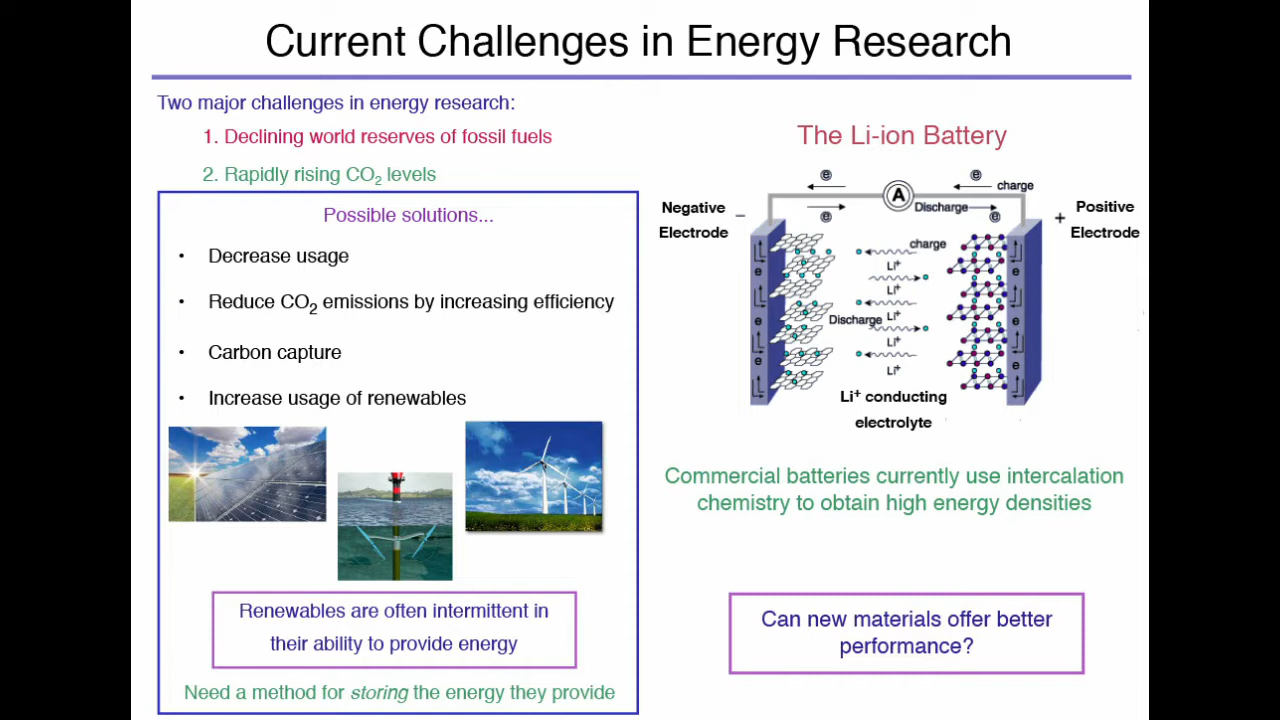 Current Challenges in Energy Research
Two major challenges in energy research:
1. Declining world reserves of fossil fuels
2. Rapidly rising CO₂ levels
Possible solutions...
• Decrease usage
• Reduce CO₂ emissions by increasing efficiency
• Carbon capture
• Increase usage of renewables
Renewables are often intermittent in
their ability to provide energy
Need a method for storing the energy they provide
The Li-ion Battery
e
e
charge
A
e
Discharge
e
Negative
Electrode
−
+
Positive
Electrode
charge
Li⁺
Li⁺
Discharge
Li⁺
Li⁺
Li⁺
e
e
e
e
e
e
Li⁺ conducting
electrolyte
Commercial batteries currently use intercalation
chemistry to obtain high energy densities
Can new materials offer better
performance?